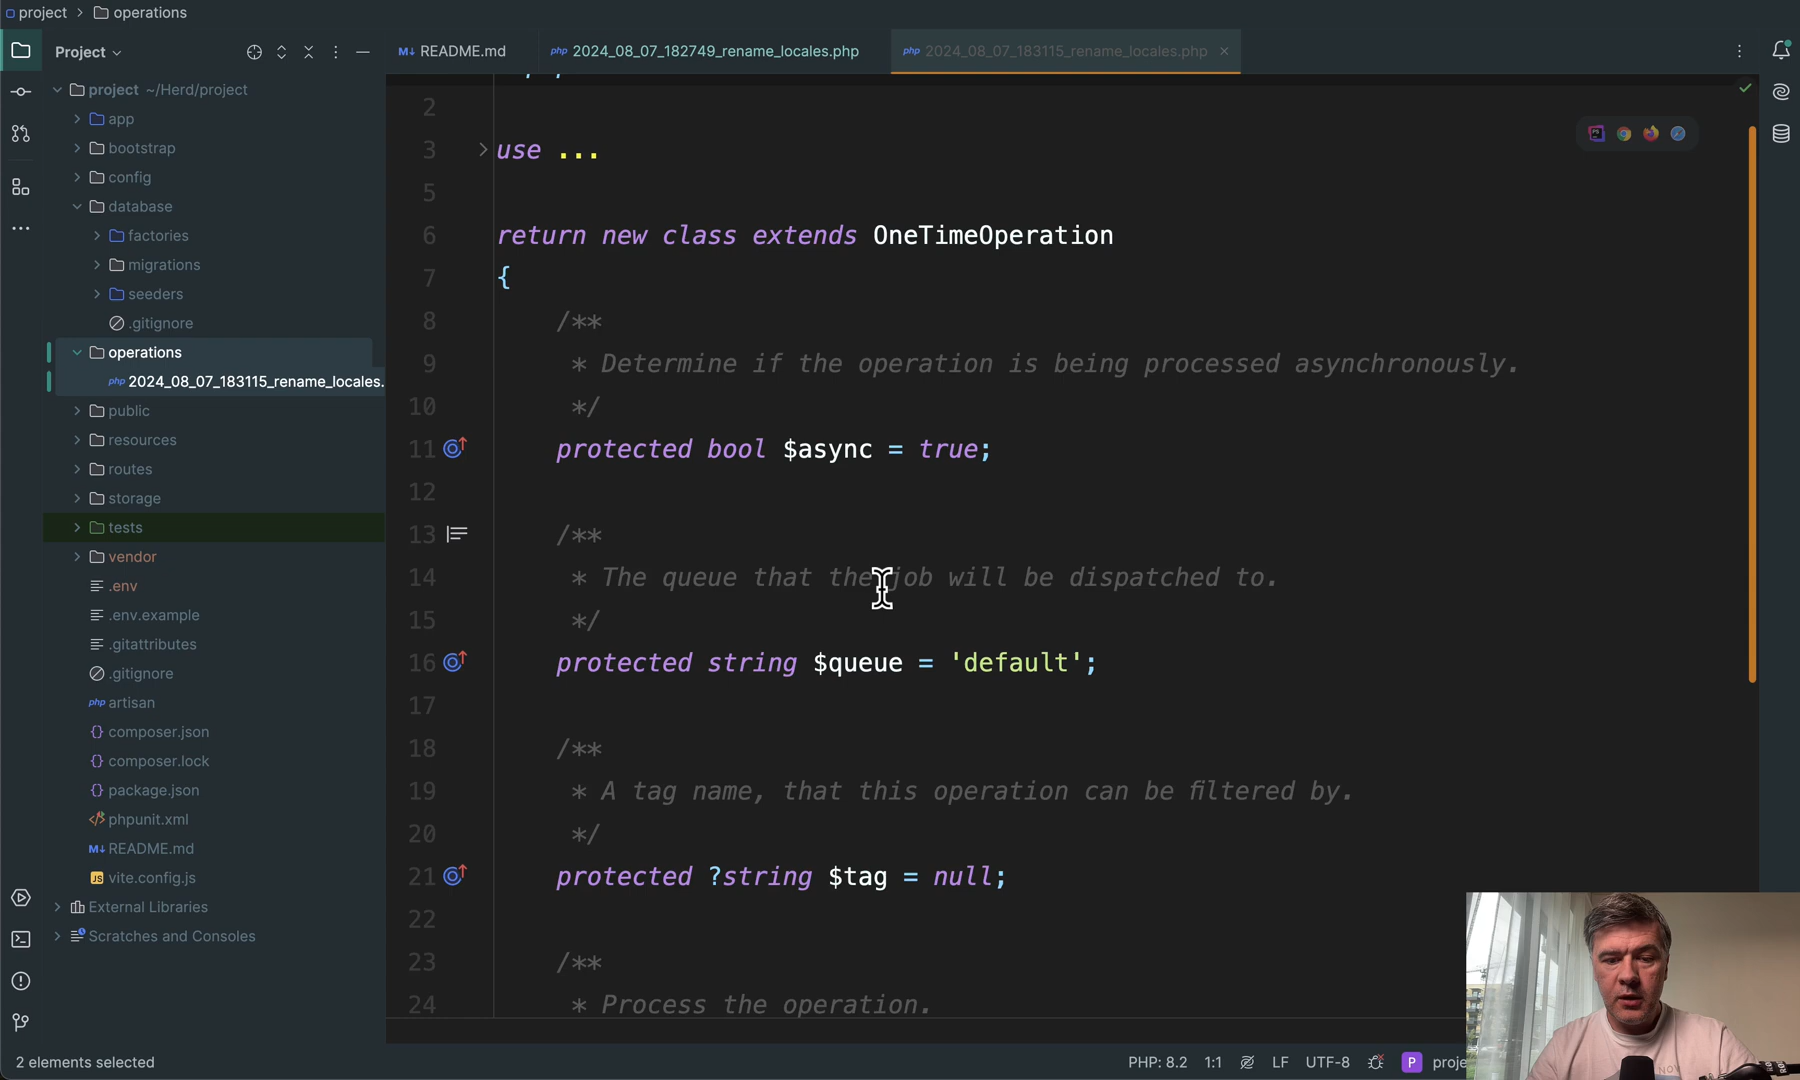 project > operations
Project
README.md
php 2024_08_07_182749_rename_locales.php
php 2024_08_07_183115_rename_locales.php
project ~/Herd/project
app
bootstrap
config
database
factories
migrations
seeders
.gitignore
operations
php 2024_08_07_183115_rename_locales.
public
resources
routes
storage
tests
vendor
.env
.env.example
.gitattributes
.gitignore
php artisan
composer.json
composer.lock
package.json
phpunit.xml
M↓ README.md
JS vite.config.js
External Libraries
Scratches and Consoles
2
3 use ...
5
6 return new class extends OneTimeOperation
7 {
8 /**
9 * Determine if the operation is being processed asynchronously.
10 */
11 protected bool $async = true;
12
13 /**
14 * The queue that the job will be dispatched to.
15 */
16 protected string $queue = 'default';
17
18 /**
19 * A tag name, that this operation can be filtered by.
20 */
21 protected ?string $tag = null;
22
23 /**
24 * Process the operation.
2 elements selected
PHP: 8.2 1:1 LF UTF-8 P proje